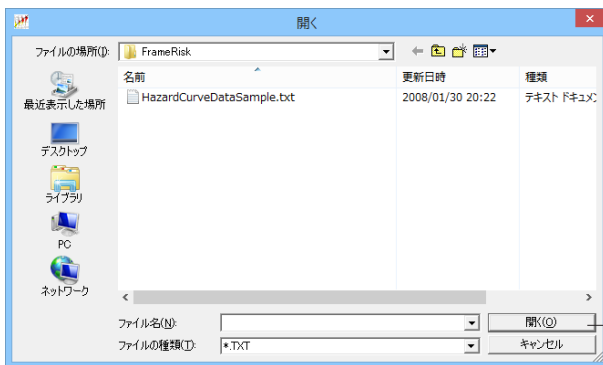 開く
ファイルの場所(I):
FrameRisk
最近表示した場所
デスクトップ
ライブラリ
PC
ネットワーク
名前
更新日時
種類
HazardCurveDataSample.txt
2008/01/30 20:22
テキスト ドキュメン
ファイル名(N):
開く(O)
ファイルの種類(T):
*.TXT
キャンセル